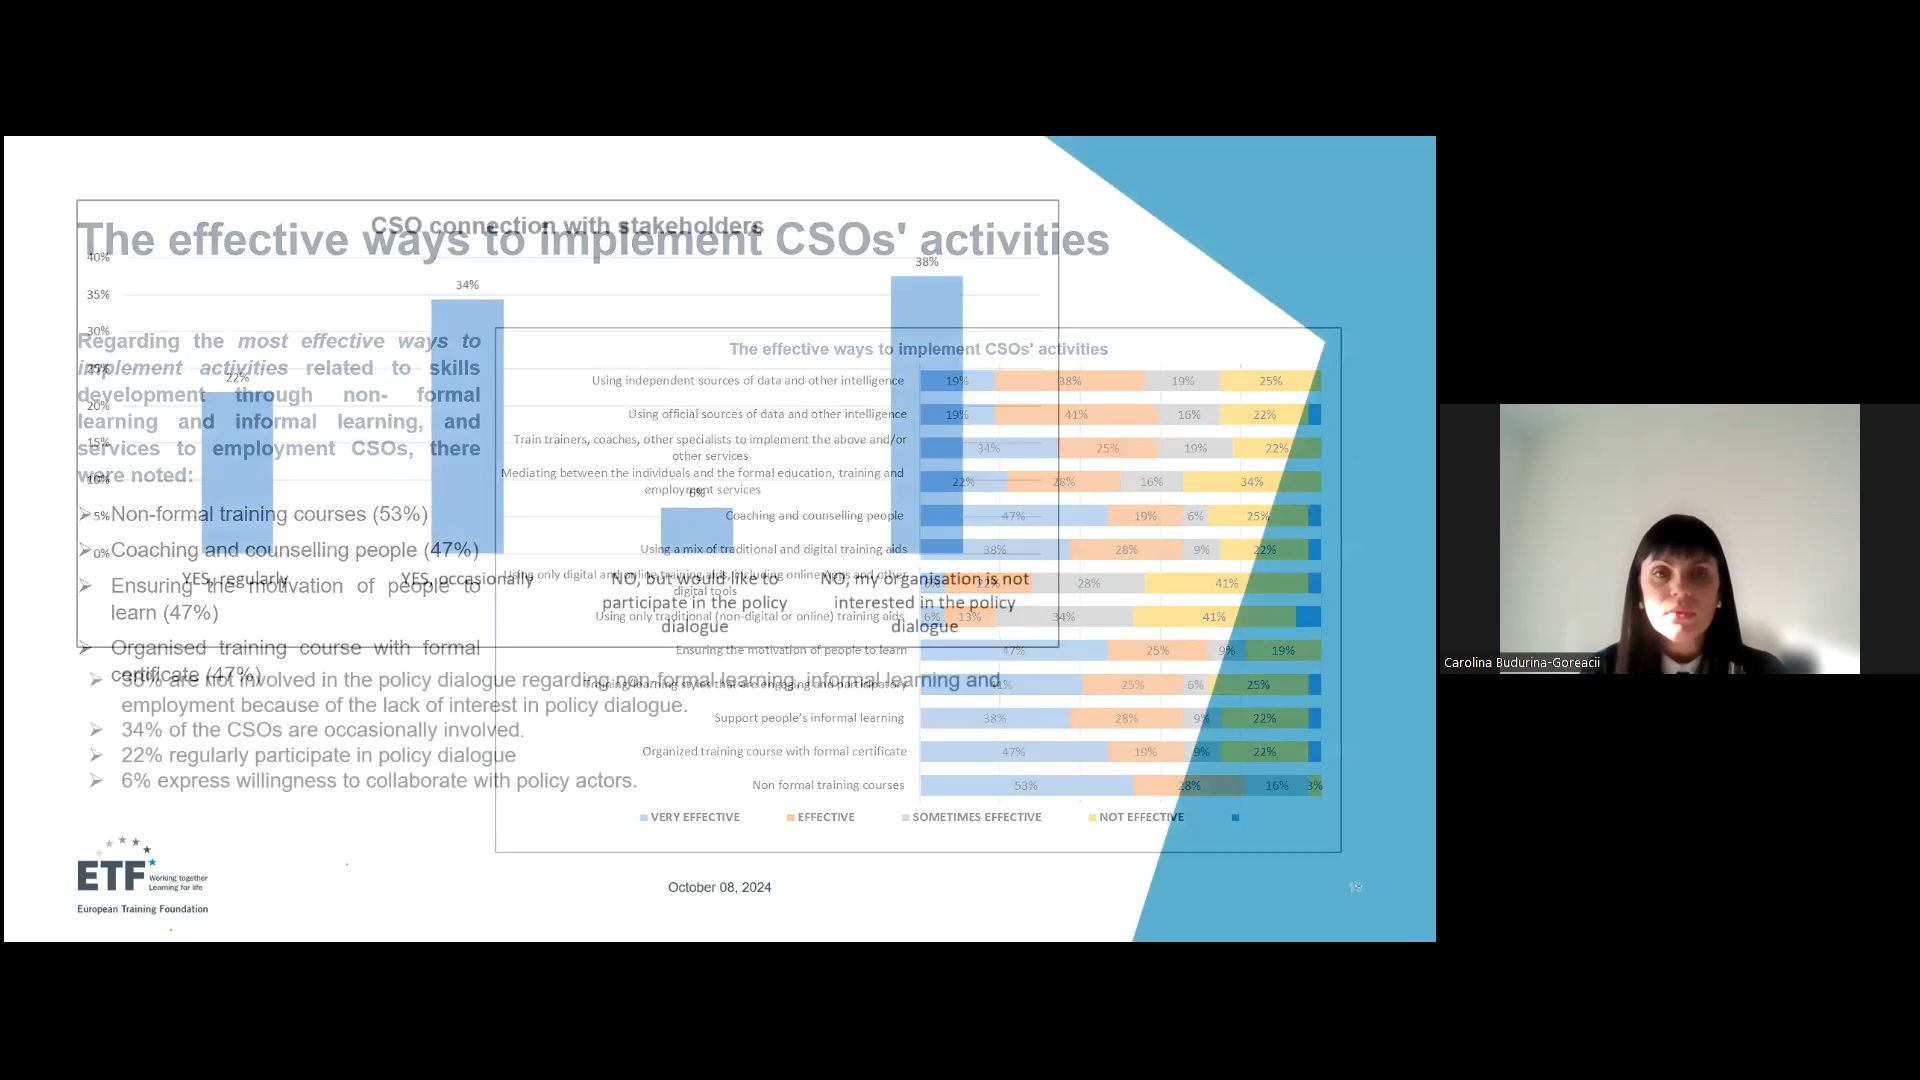 The effective ways to implement CSOs' activities
CSO connection with stakeholders
40%
35%
30%
25%
20%
15%
10%
5%
0%
22%
34%
6%
38%
YES, regularly
YES, occasionally
NO, but would like to
participate in the policy
dialogue
NO, my organisation is not
interested in the policy
dialogue
Regarding the most effective ways to
implement activities related to skills
development through non- formal
learning and informal learning, and
services to employment CSOs, there
were noted:
Non-formal training courses (53%)
Coaching and counselling people (47%)
Ensuring the motivation of people to
learn (47%)
Organised training course with formal
certificate (47%)
38% are not involved in the policy dialogue regarding non-formal learning, informal learning and
employment because of the lack of interest in policy dialogue.
34% of the CSOs are occasionally involved.
22% regularly participate in policy dialogue
6% express willingness to collaborate with policy actors.
The effective ways to implement CSOs' activities
Using independent sources of data and other intelligence 19% 38% 19% 25%
Using official sources of data and other intelligence 19% 41% 16% 22%
Train trainers, coaches, other specialists to implement the above and/or
other services 34% 25% 19% 22%
Mediating between the individuals and the formal education, training and
employment services 22% 28% 16% 34%
Coaching and counselling people 47% 19% 6% 25%
Using a mix of traditional and digital training aids 38% 28% 9% 22%
Using only digital and online training aids, including online apps and other
digital tools 6% 22% 28% 41%
Using only traditional (non-digital or online) training aids 6% 13% 34% 41%
Ensuring the motivation of people to learn 47% 25% 9% 19%
Training/learning styles that are engaging and participatory 41% 25% 6% 25%
Support people's informal learning 38% 28% 9% 22%
Organized training course with formal certificate 47% 19% 9% 22%
Non formal training courses 53% 28% 16% 3%
VERY EFFECTIVE EFFECTIVE SOMETIMES EFFECTIVE NOT EFFECTIVE
ETF
Working together
Learning for life
European Training Foundation
October 08, 2024
Carolina Budurina-Goreacii